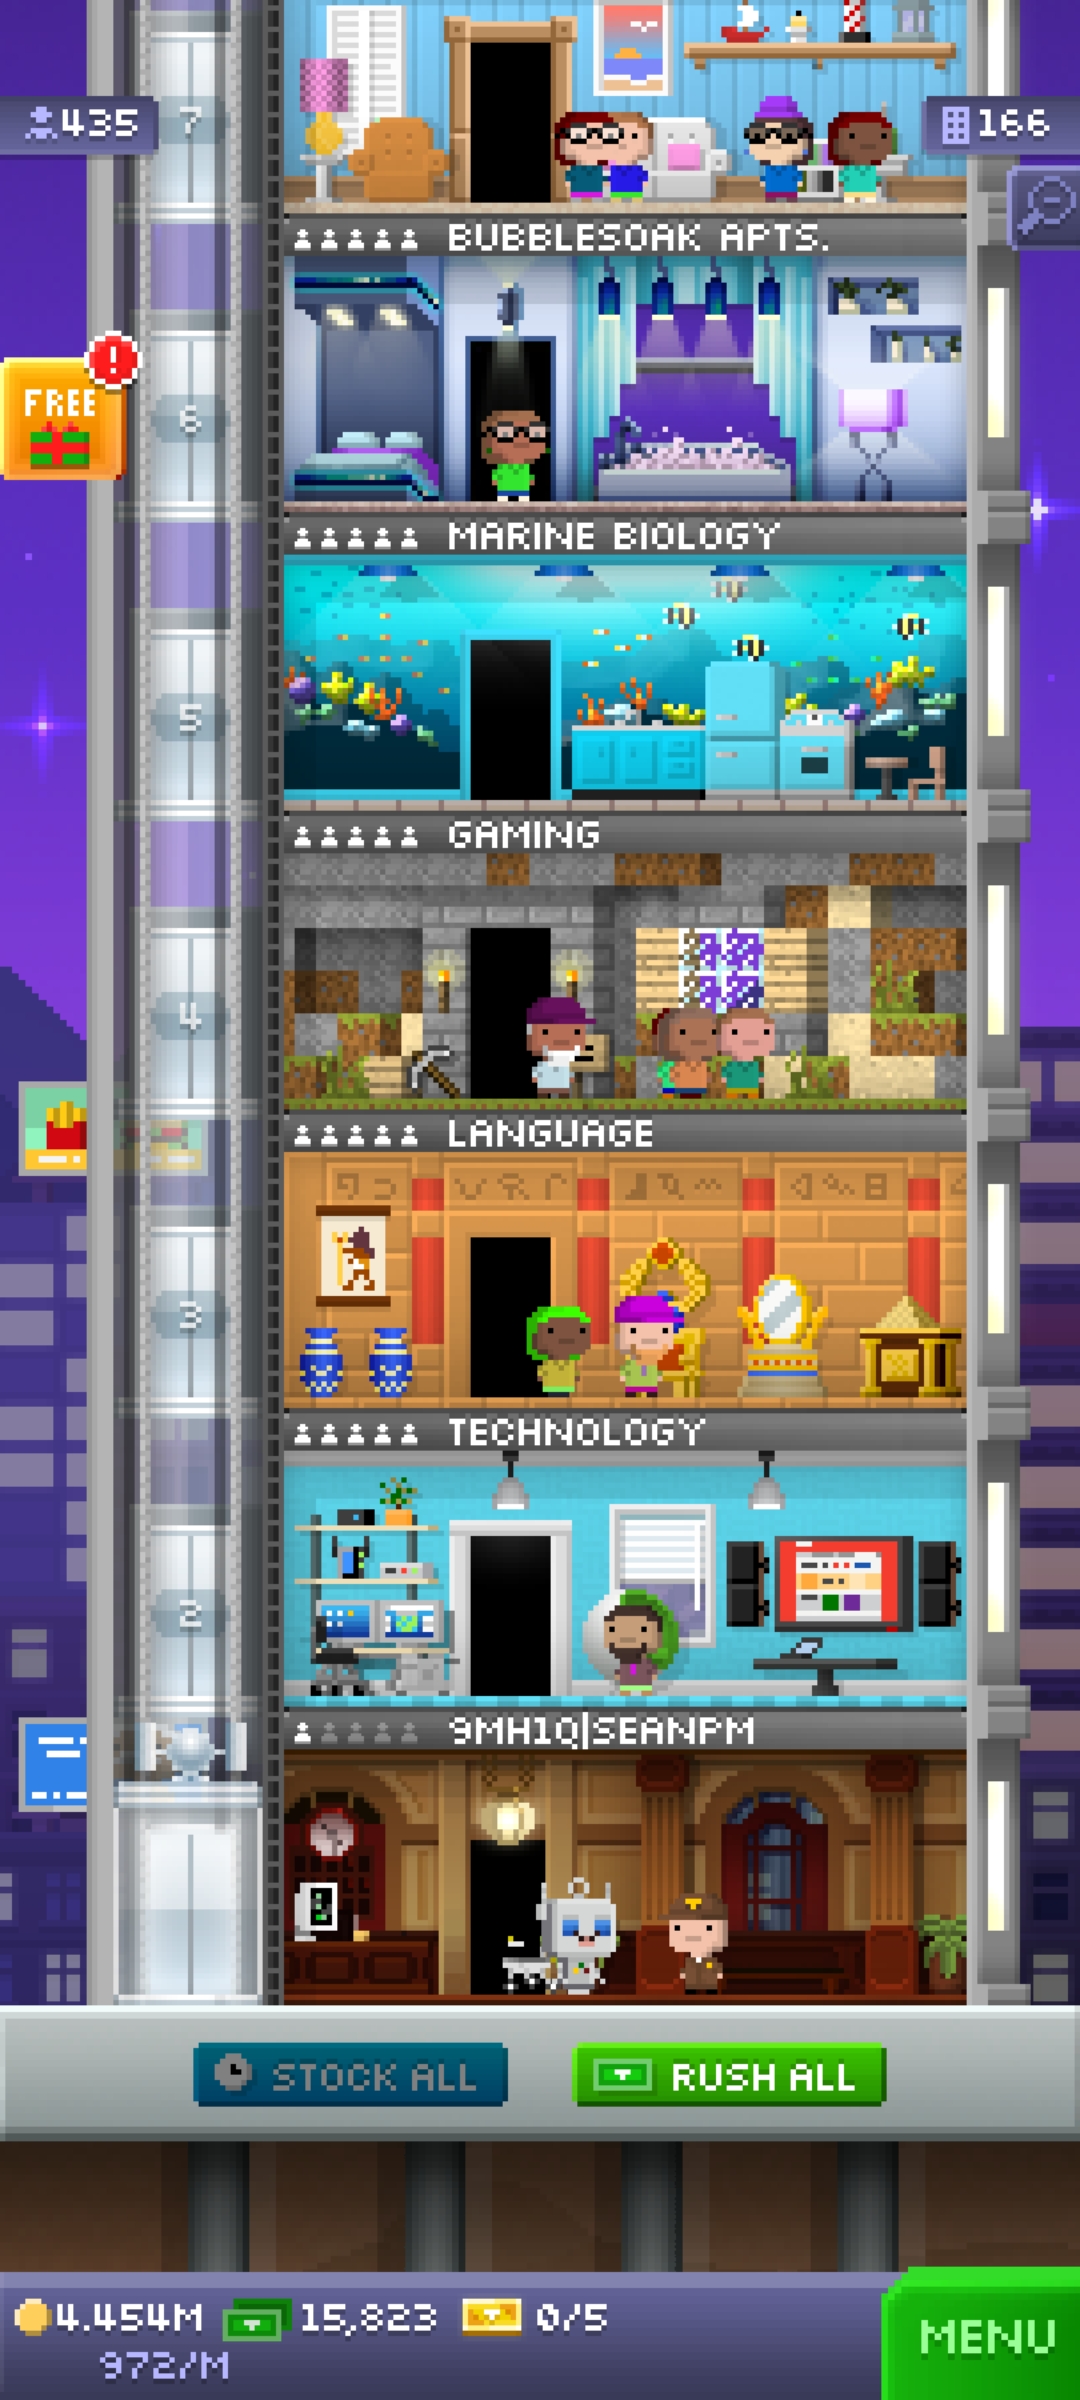 435
7
166
BUBBLESOAK APTS.
FREE
!
6
MARINE BIOLOGY
5
GAMING
4
LANGUAGE
3
TECHNOLOGY
2
9MH1Q|SEANPM
STOCK ALL
RUSH ALL
4.454M
15,823
0/5
972/M
MENU